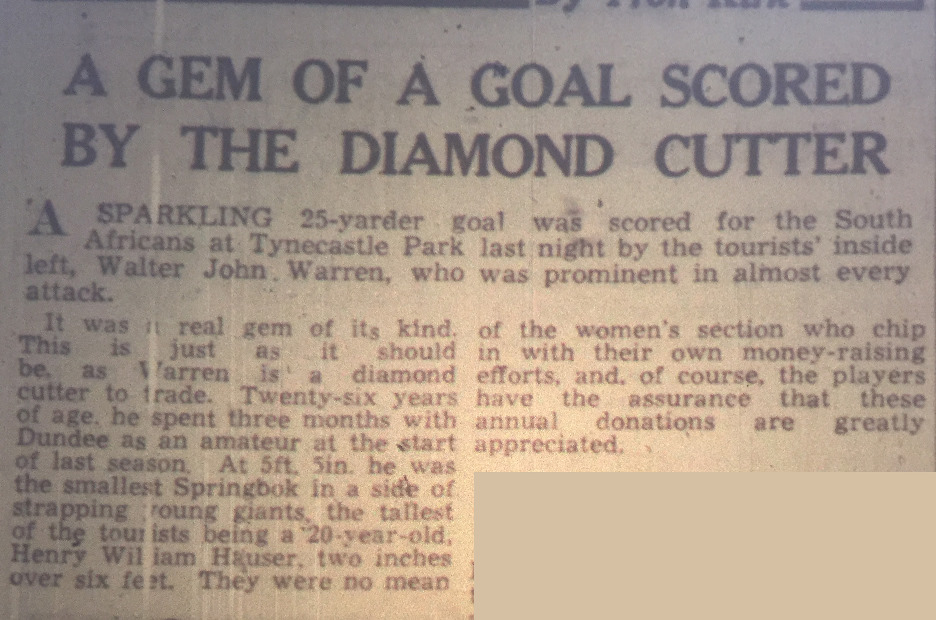 A GEM OF A GOAL SCORED
BY THE DIAMOND CUTTER
A SPARKLING 25-yarder goal was scored for the South
Africans at Tynecastle Park last night by the tourists' inside
left, Walter John Warren, who was prominent in almost every
attack.
It was a real gem of its kind.
This is just as it should
be, as Warren is a diamond
cutter to trade. Twenty-six years
of age, he spent three months with
Dundee as an amateur at the start
of last season. At 5ft. 5in. he was
the smallest Springbok in a side of
strapping young giants, the tallest
of the tourists being a 20-year-old,
Henry William Hauser, two inches
over six feet. They were no mean
of the women's section who chip
in with their own money-raising
efforts, and, of course, the players
have the assurance that these
annual donations are greatly
appreciated.